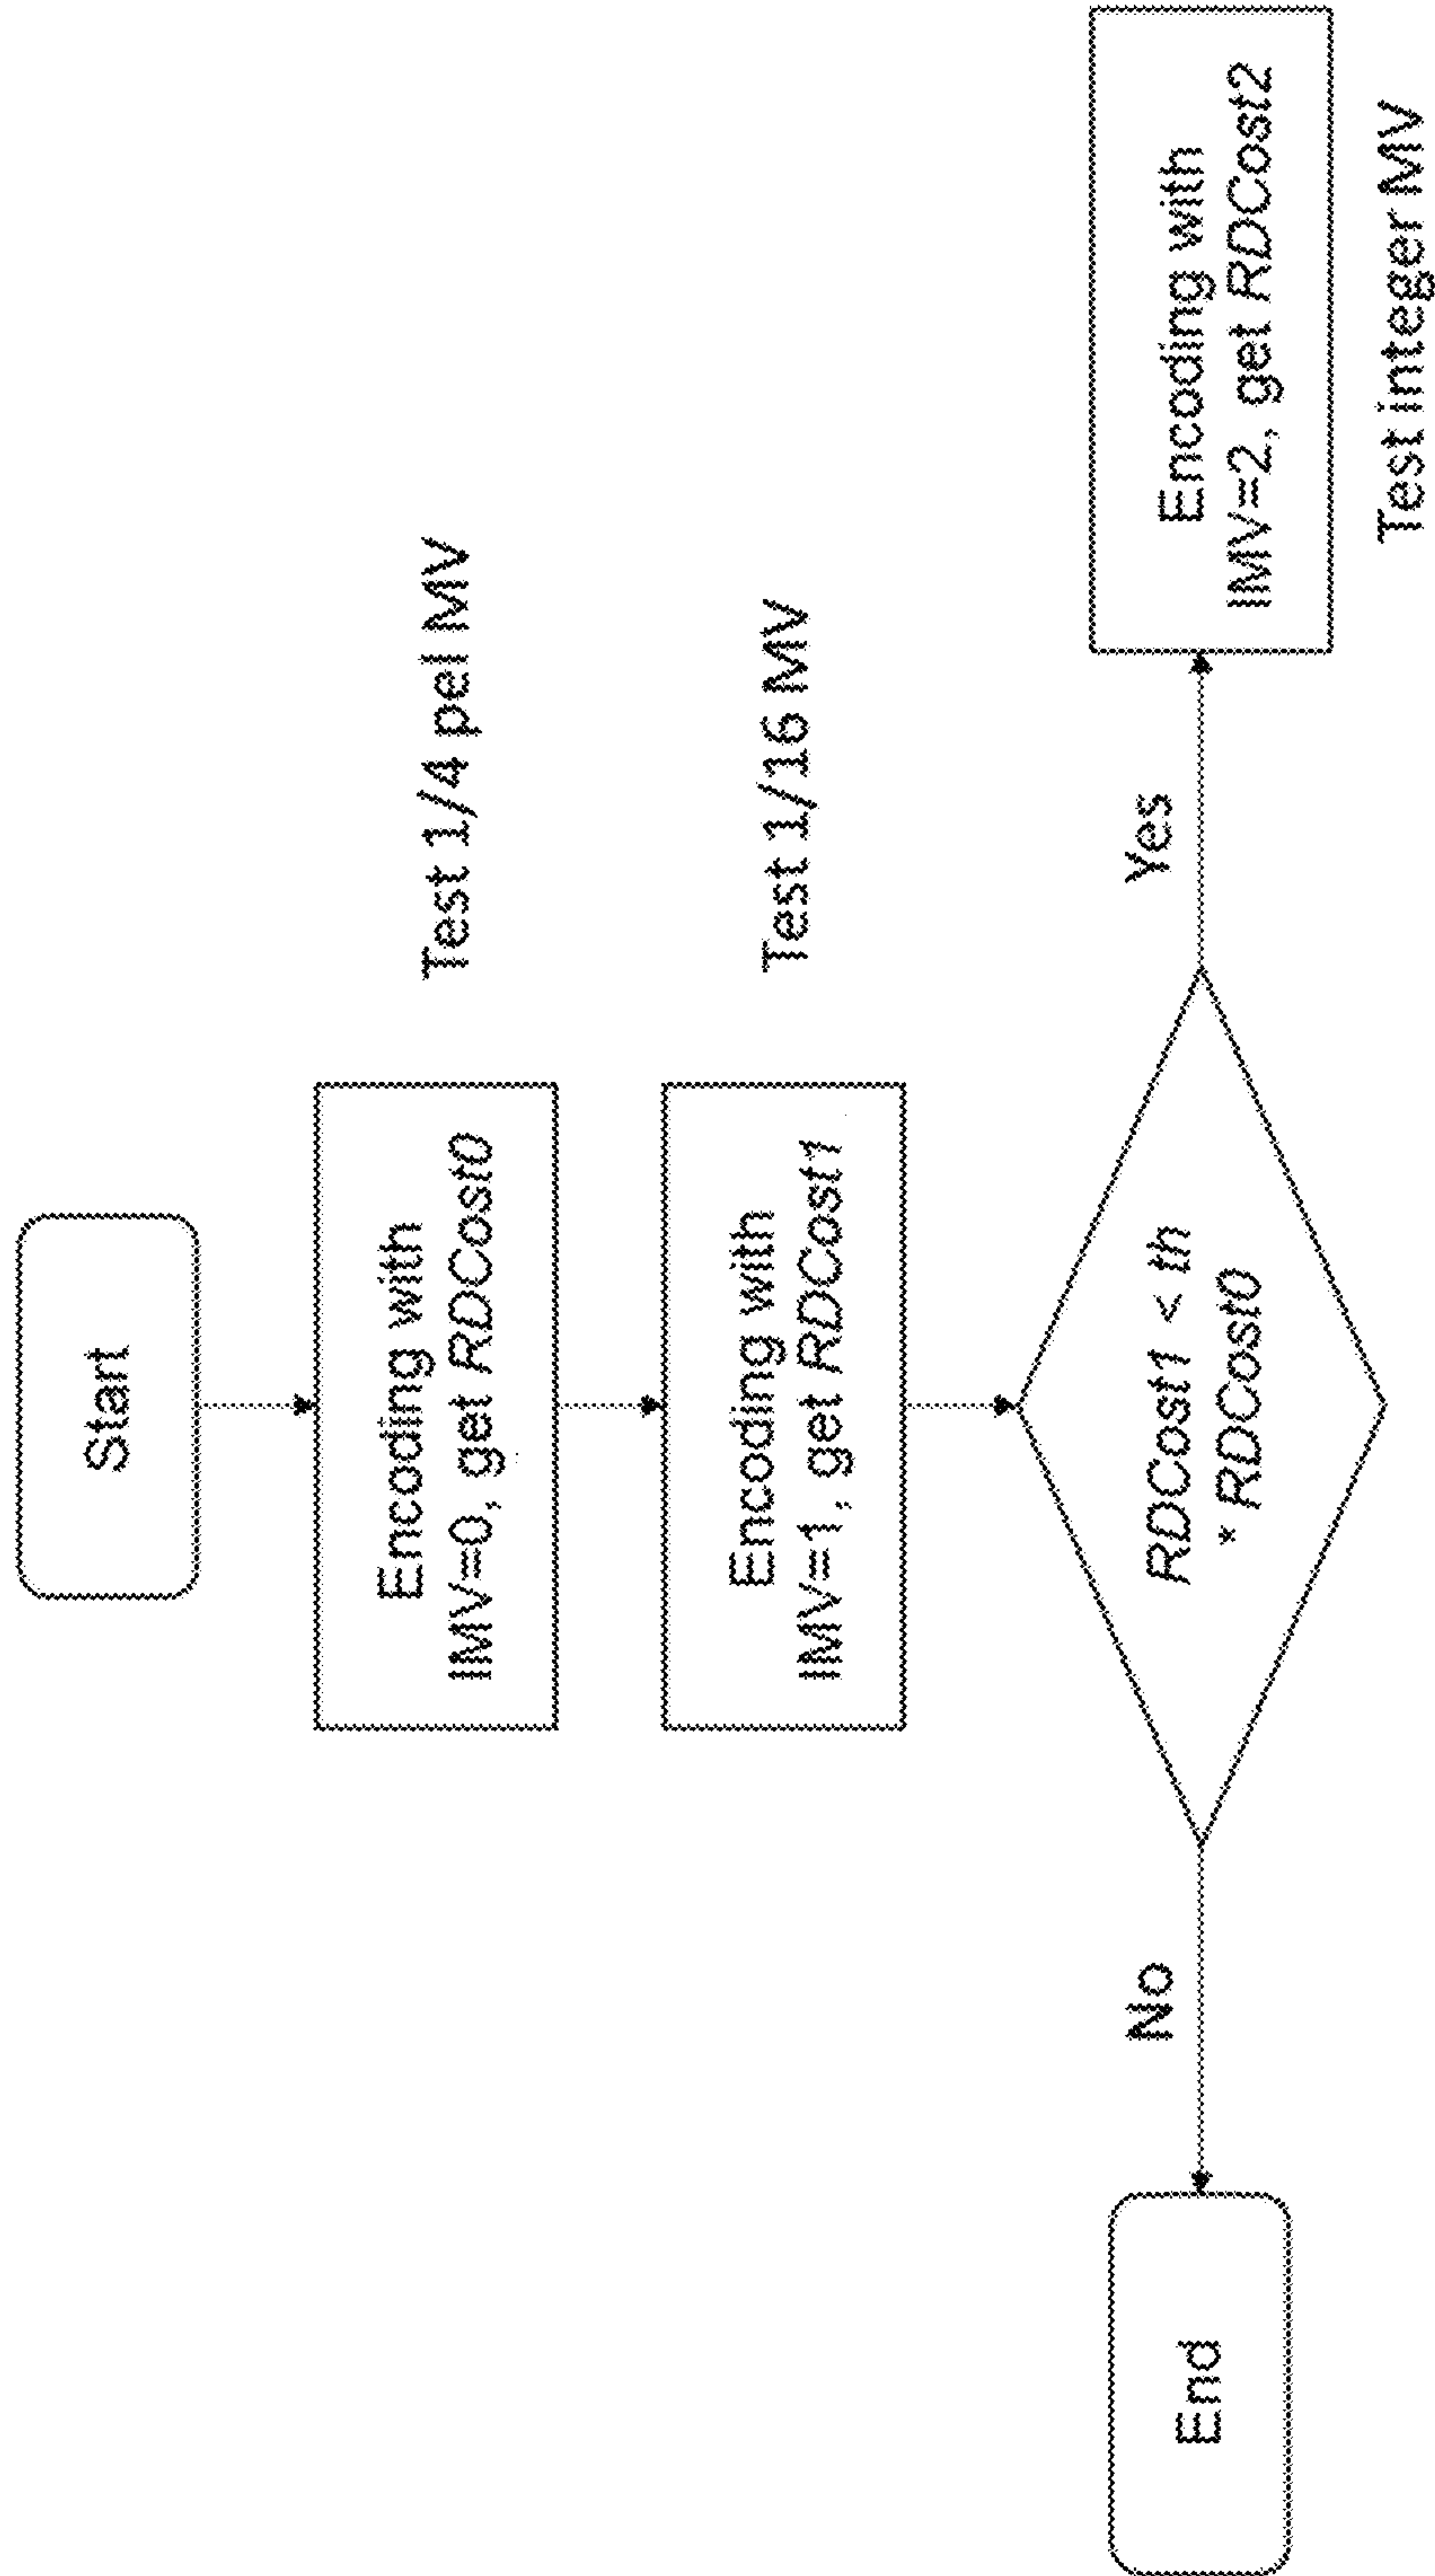 Start
Encoding with
IMV=0, get RDCost0
Test 1/4 pel MV
Encoding with
IMV=1, get RDCost1
Test 1/16 MV
RDCost1 < th
* RDCost0
No
Yes
End
Encoding with
IMV=2, get RDCost2
Test integer MV